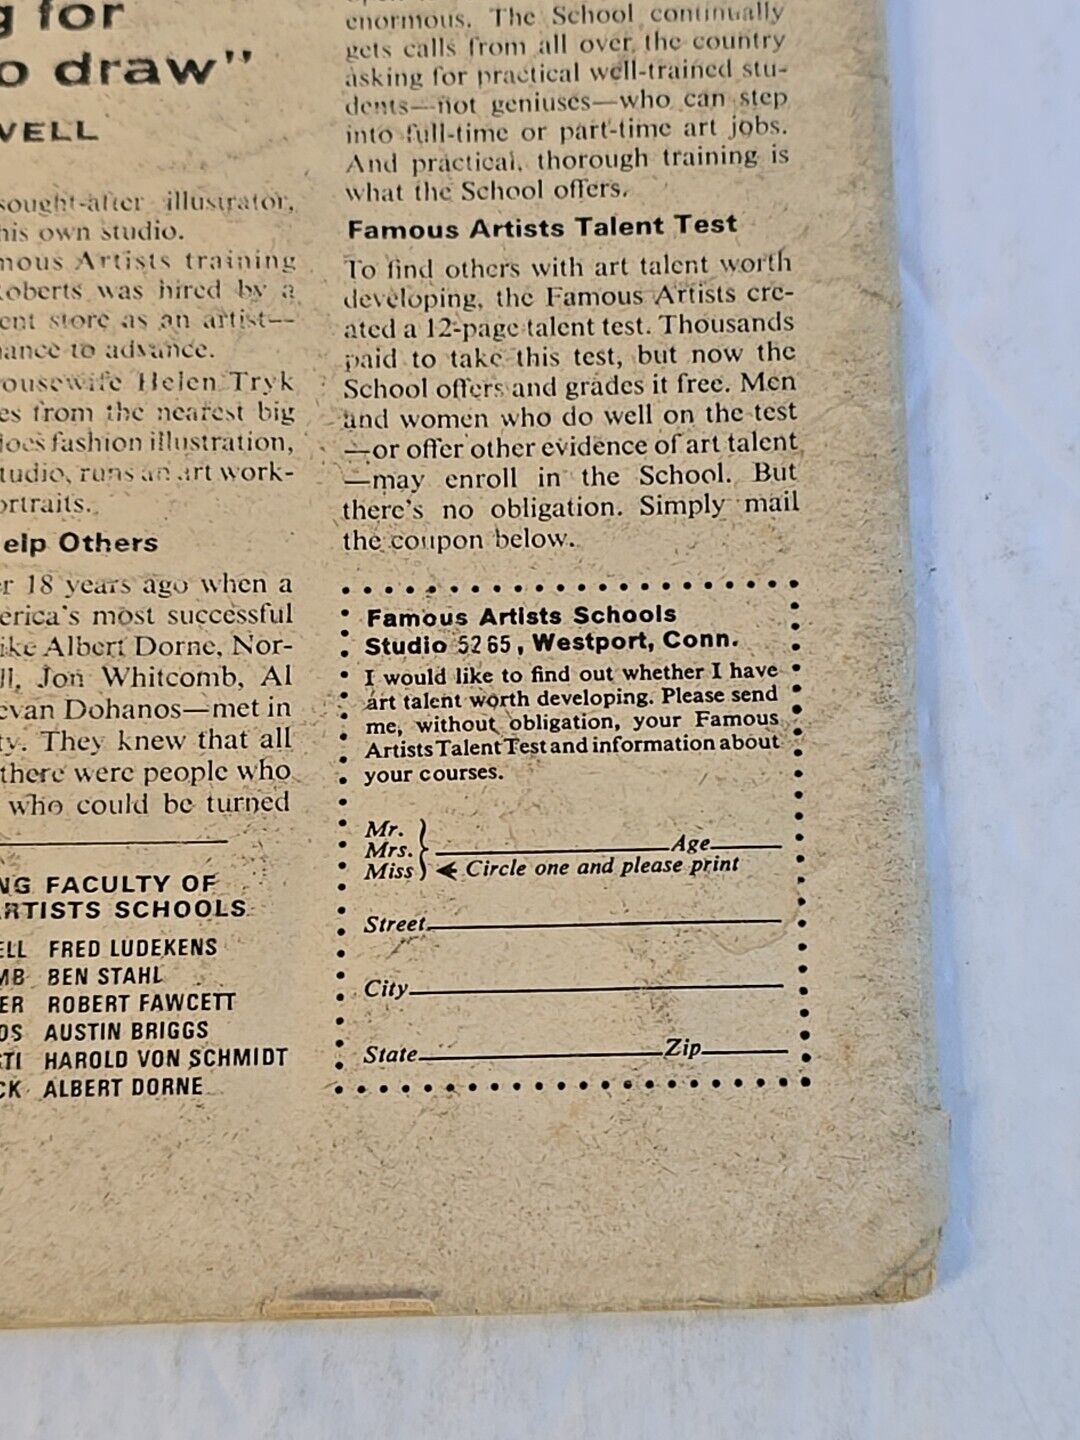 g for
o draw"
WELL
sought-after illustrator,
his own studio.
mous Artists training
Roberts was hired by a
ent store as an artist—
hance to advance.
ousewife Helen Tryk
es from the nearest big
does fashion illustration,
studio, runs an art work-
ortraits.
elp Others
er 18 years ago when a
erica's most successful
ike Albert Dorne, Nor-
ll, Jon Whitcomb, Al
evan Dohanos—met in
ty. They knew that all
there were people who
who could be turned
NG FACULTY OF
ARTISTS SCHOOLS
ELL FRED LUDEKENS
MB BEN STAHL
ER ROBERT FAWCETT
OS AUSTIN BRIGGS
TI HAROLD VON SCHMIDT
CK ALBERT DORNE
enormous. The School continually
gets calls from all over the country
asking for practical well-trained stu-
dents—not geniuses—who can step
into full-time or part-time art jobs.
And practical, thorough training is
what the School offers.
Famous Artists Talent Test
To find others with art talent worth
developing, the Famous Artists cre-
ated a 12-page talent test. Thousands
paid to take this test, but now the
School offers and grades it free. Men
and women who do well on the test
—or offer other evidence of art talent
—may enroll in the School. But
there's no obligation. Simply mail
the coupon below.
Famous Artists Schools
Studio 5265, Westport, Conn.
I would like to find out whether I have
art talent worth developing. Please send
me, without obligation, your Famous
Artists Talent Test and information about
your courses.
Mr.
Mrs. Age
Miss Circle one and please print
Street
City
State Zip